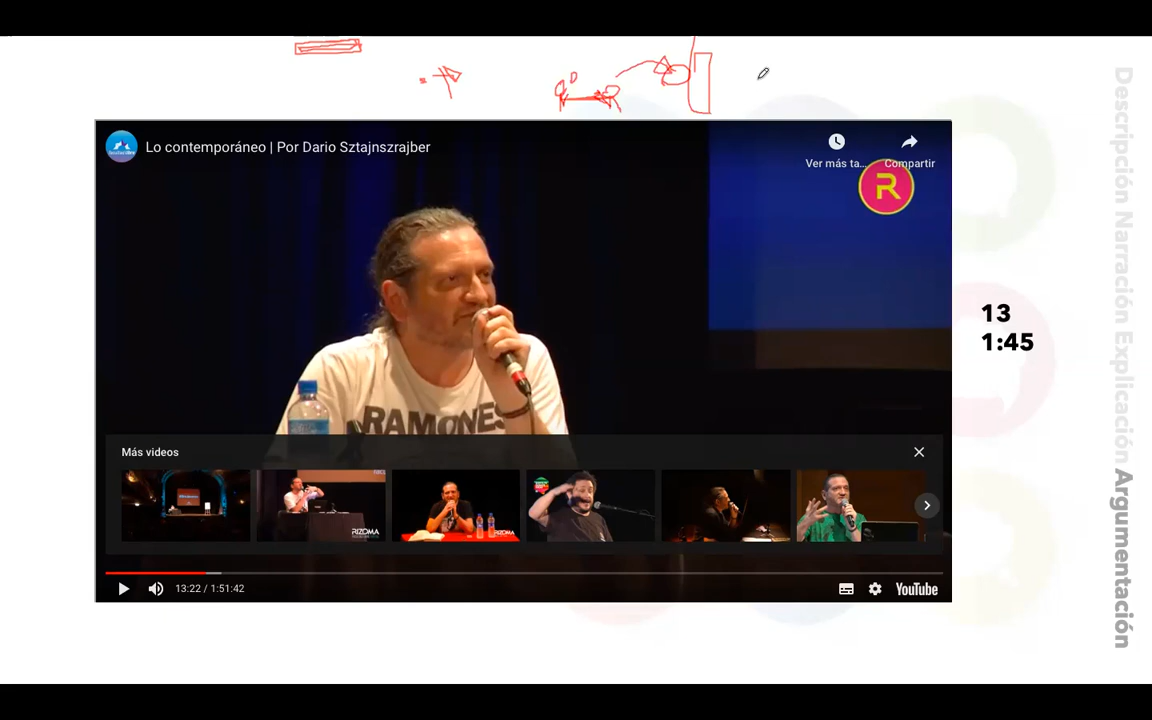 Lo contemporáneo | Por Dario Sztajnszrajber
Ver más ta...
Compartir
R
RAMONES
13
1:45
Más videos
RIZOMA
RIZOMA
13:22 / 1:51:42
YouTube
Descripción Narración Explicación Argumentación